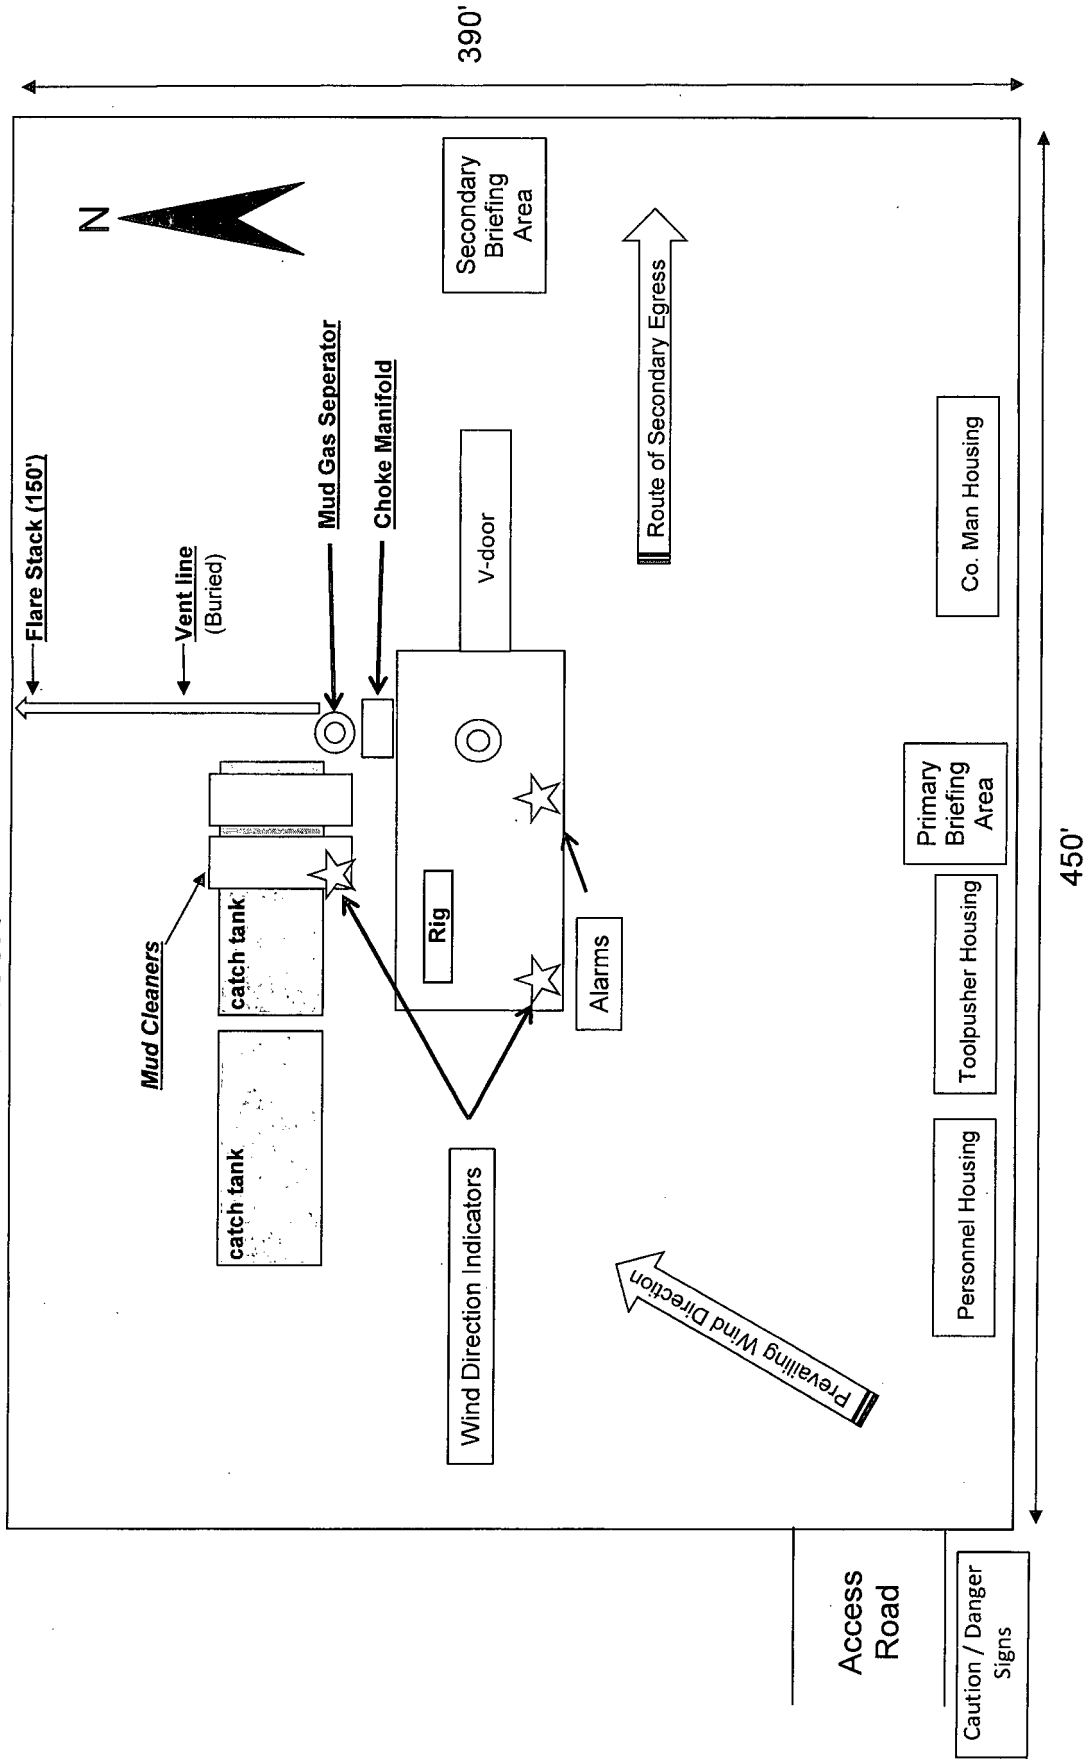 Flare Stack (150')
N
Mud Cleaners
Vent line
(Buried)
catch tank
catch tank
Mud Gas Seperator
Choke Manifold
Rig
390'
Wind Direction Indicators
V-door
Secondary
Briefing
Area
Alarms
Route of Secondary Egress
Prevailing Wind Direction
Access
Road
Primary
Briefing
Area
Personnel Housing
Toolpusher Housing
Co. Man Housing
Caution / Danger
Signs
450'